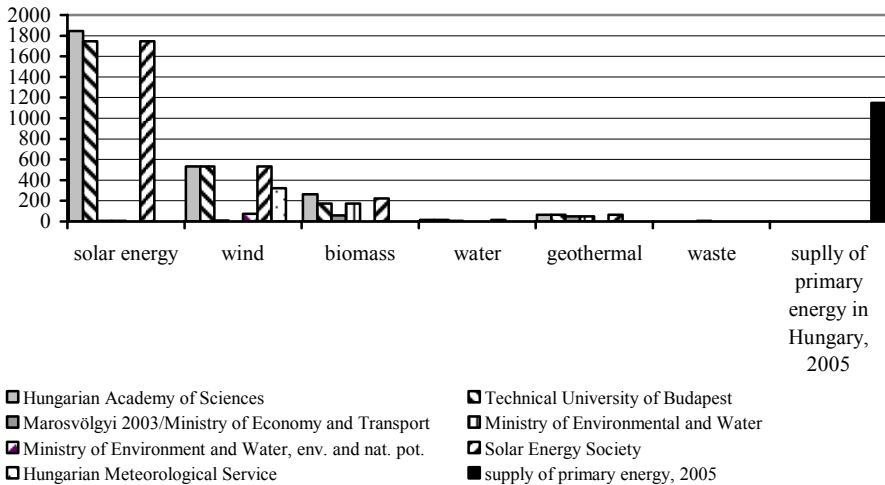 2000
1800
1600
1400
1200
1000
800
600
400
200
0
solar energy wind biomass water geothermal waste suplly of
primary
energy in
Hungary,
2005
Hungarian Academy of Sciences Technical University of Budapest
Marosvölgyi 2003/Ministry of Economy and Transport Ministry of Environmental and Water
Ministry of Environment and Water, env. and nat. pot. Solar Energy Society
Hungarian Meteorological Service supply of primary energy, 2005